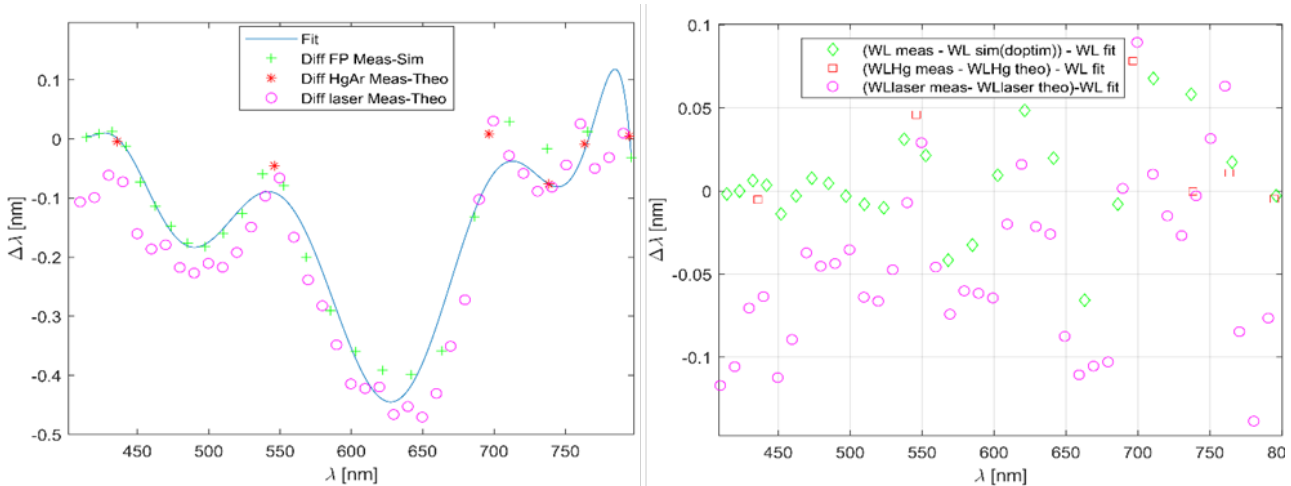 Fit
Diff FP Meas-Sim
Diff HgAr Meas-Theo
Diff laser Meas-Theo
0.1
0
-0.1
-0.2
-0.3
-0.4
-0.5
Δλ [nm]
450
500
550
600
650
700
750
λ [nm]
(WL meas - WL sim(doptim)) - WL fit
(WLHg meas - WLHg theo) - WL fit
(WLlaser meas- WLlaser theo)-WL fit
0.1
0.05
0
-0.05
-0.1
Δλ [nm]
450
500
550
600
650
700
750
80
λ [nm]